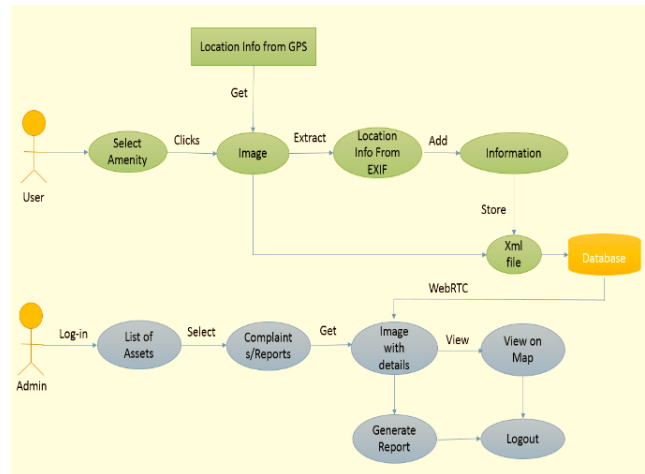 Location Info from GPS
Get
Select
Amenity
Clicks
Image
Extract
Location
Info From
EXIF
Add
Information
User
Store
Xml
file
Database
WebRTC
Log-in
List of
Assets
Select
Complaint
s/Reports
Get
Image
with
details
View
View on
Map
Admin
Generate
Report
Logout